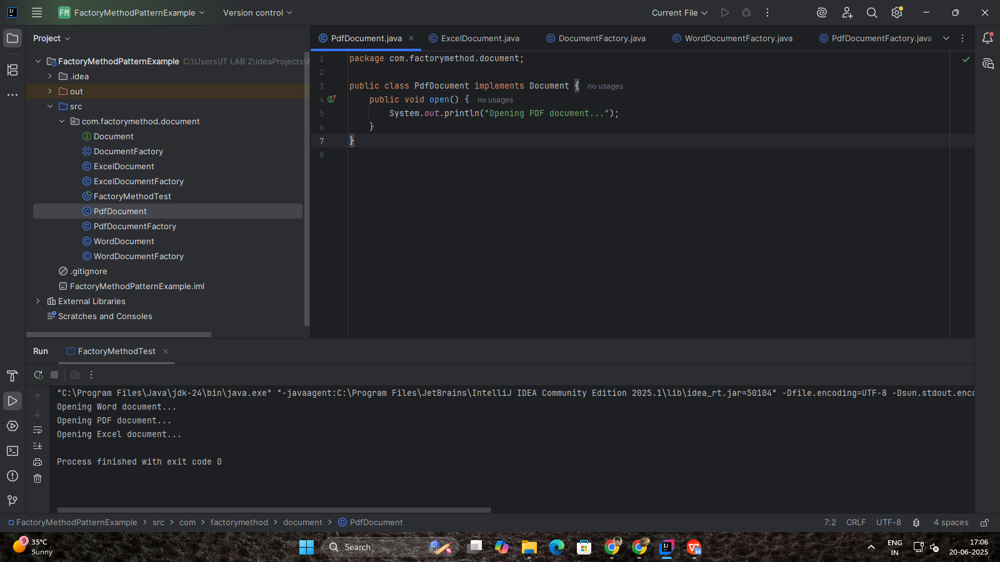 FM FactoryMethodPatternExample Version control Current File
Project
FactoryMethodPatternExample C:\Users\IT LAB 2\IdeaProjects\F
.idea
out
src
com.factorymethod.document
Document
DocumentFactory
ExcelDocument
ExcelDocumentFactory
FactoryMethodTest
PdfDocument
PdfDocumentFactory
WordDocument
WordDocumentFactory
.gitignore
FactoryMethodPatternExample.iml
External Libraries
Scratches and Consoles
PdfDocument.java ExcelDocument.java DocumentFactory.java WordDocumentFactory.java PdfDocumentFactory.java
1 package com.factorymethod.document;
2
3 public class PdfDocument implements Document { no usages
4 public void open() { no usages
5 System.out.println("Opening PDF document...");
6 }
7 }
8
Run FactoryMethodTest
"C:\Program Files\Java\jdk-24\bin\java.exe" "-javaagent:C:\Program Files\JetBrains\IntelliJ IDEA Community Edition 2025.1\lib\idea_rt.jar=50104" -Dfile.encoding=UTF-8 -Dsun.stdout.enco
Opening Word document...
Opening PDF document...
Opening Excel document...
Process finished with exit code 0
FactoryMethodPatternExample > src > com > factorymethod > document > PdfDocument 7:2 CRLF UTF-8 4 spaces
9
35°C
Sunny
Search
ENG
IN
17:06
20-06-2025